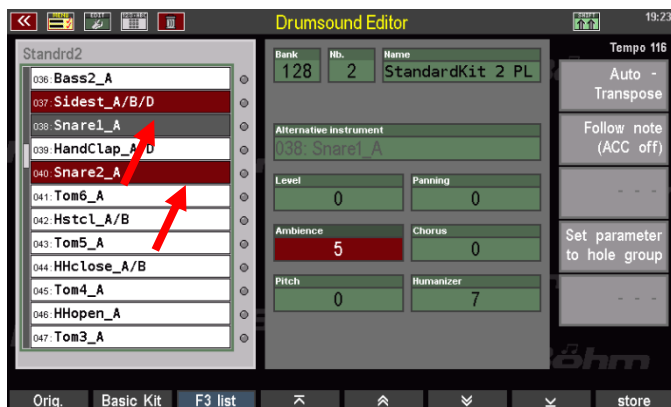 Drumsound Editor
19:23
Tempo 116
Standrd2
036: Bass2_A
037: Sidest_A/B/D
038: Snare1_A
039: HandClap_A/D
040: Snare2_A
041: Tom6_A
042: Hstcl_A/B
043: Tom5_A
044: HHclose_A/B
045: Tom4_A
046: HHopen_A
047: Tom3_A
Bank Nb. Name
128 2 StandardKit 2 PL
Alternative instrument
038: Snare1_A
Level Panning
0 0
Ambience Chorus
5 0
Pitch Humanizer
0 7
Auto -
Transpose
Follow note
(ACC off)
- - -
Set parameter
to hole group
- - -
Böhm
Orig. Basic Kit F3 list store